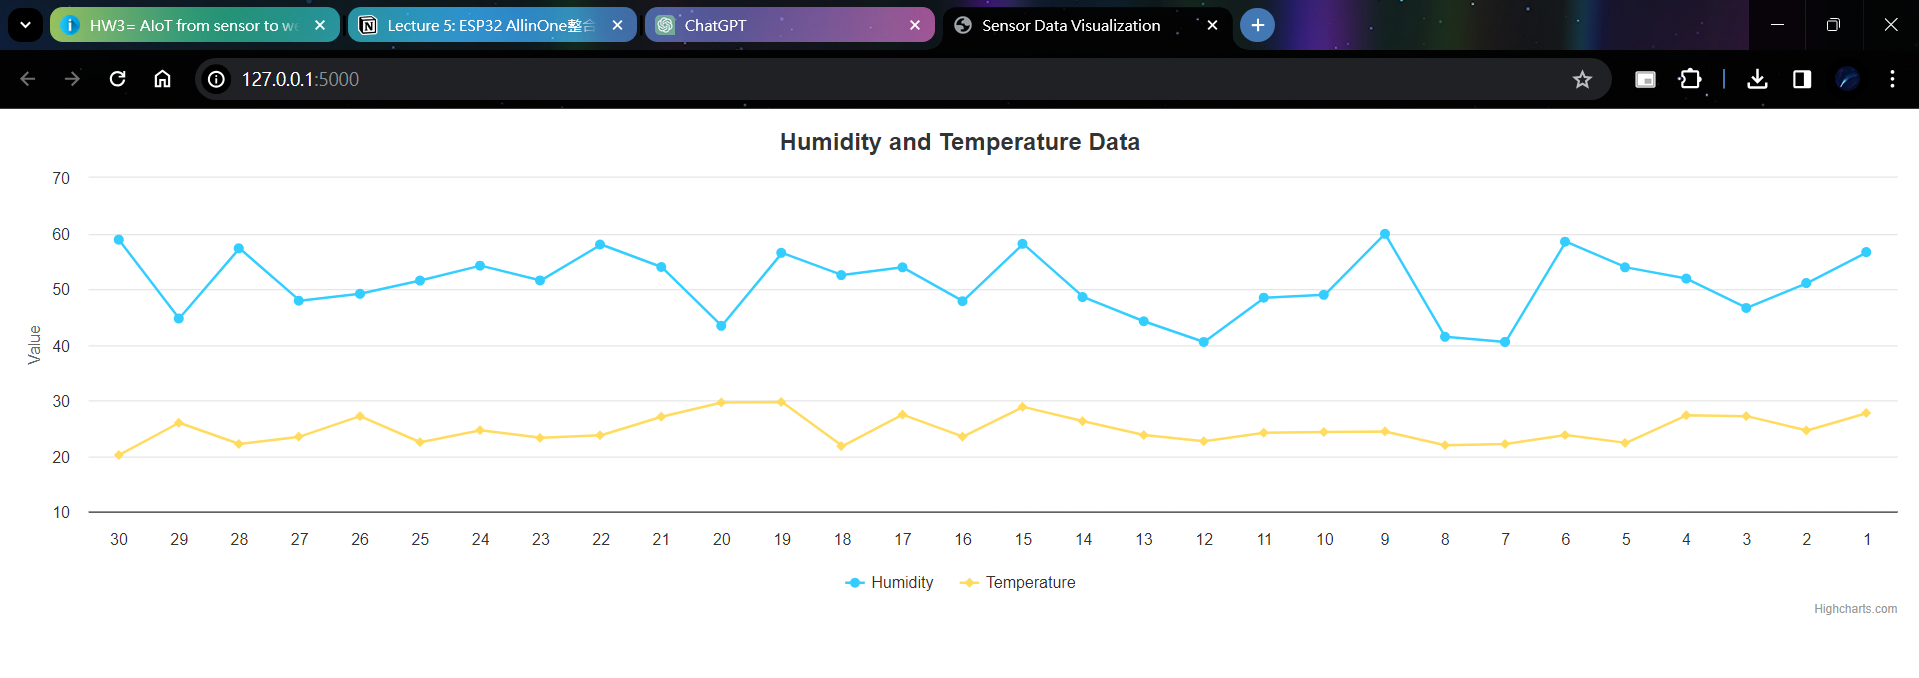 HW3= AIoT from sensor to we
Lecture 5: ESP32 AllinOne整合
ChatGPT
Sensor Data Visualization
127.0.0.1:5000
Humidity and Temperature Data
70
60
50
40
30
20
10
Value
30 29 28 27 26 25 24 23 22 21 20 19 18 17 16 15 14 13 12 11 10 9 8 7 6 5 4 3 2 1
Humidity Temperature
Highcharts.com